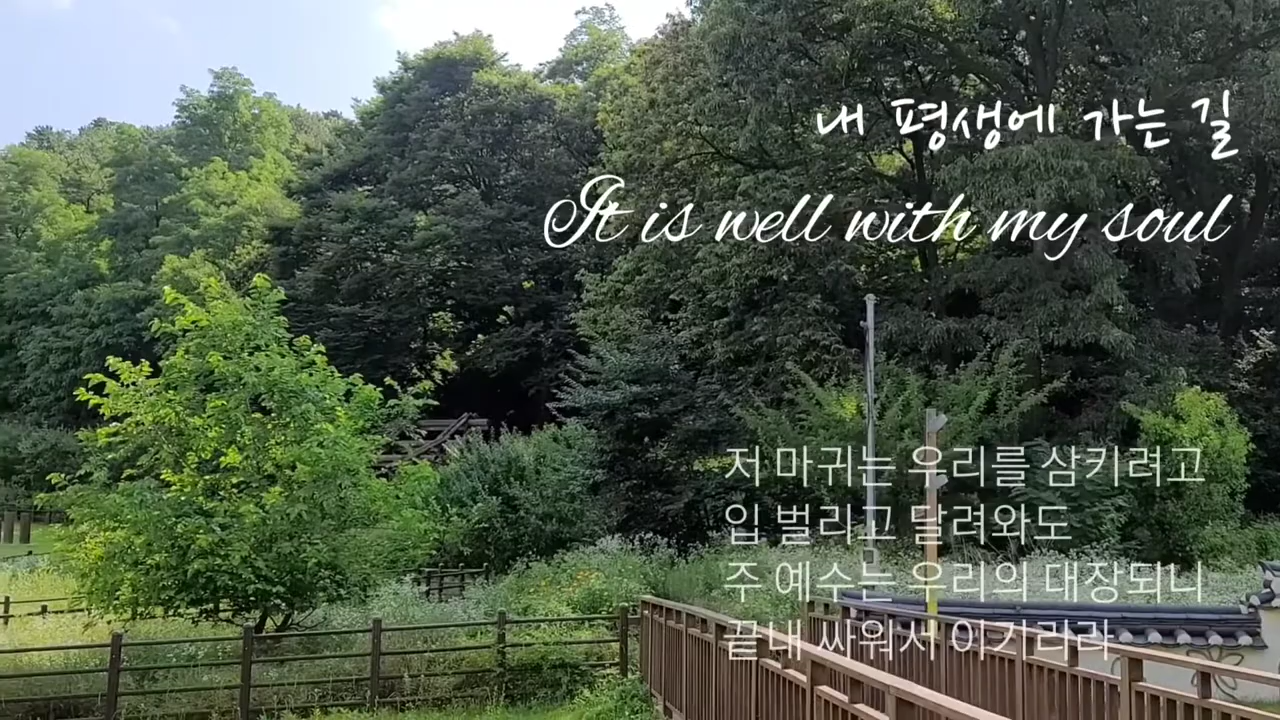 내 평생에 가는 길
It is well with my soul
저 마귀는 우리를 삼키려고
입 벌리고 달려와도
주 예수는 우리의 대장되니
끝내 싸워서 이기리라